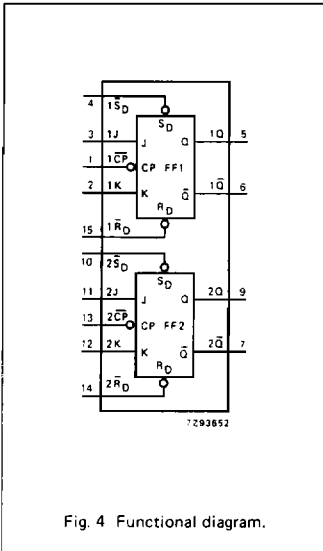 4 1S̅D
SD
3 1J J Q 1Q 5
1 1C̅P̅ CP FF1
2 1K K Q̅ 1Q̅ 6
RD
15 1R̅D
10 2S̅D
SD
11 2J J Q 2Q 9
13 2C̅P̅ CP FF2
12 2K K Q̅ 2Q̅ 7
RD
14 2R̅D
7Z93652
Fig. 4 Functional diagram.